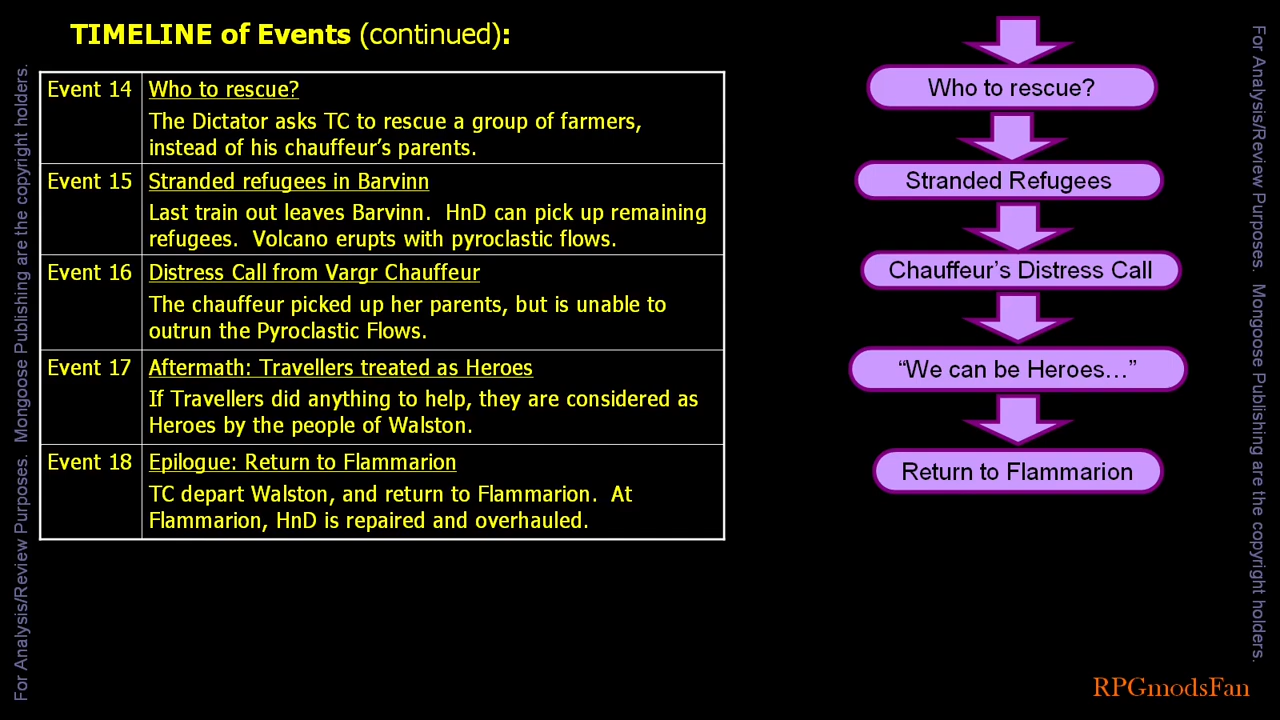 TIMELINE of Events (continued):
Event 14
Who to rescue?
The Dictator asks TC to rescue a group of farmers,
instead of his chauffeur's parents.
Event 15
Stranded refugees in Barvinn
Last train out leaves Barvinn.  HnD can pick up remaining
refugees.  Volcano erupts with pyroclastic flows.
Event 16
Distress Call from Vargr Chauffeur
The chauffeur picked up her parents, but is unable to
outrun the Pyroclastic Flows.
Event 17
Aftermath: Travellers treated as Heroes
If Travellers did anything to help, they are considered as
Heroes by the people of Walston.
Event 18
Epilogue: Return to Flammarion
TC depart Walston, and return to Flammarion.  At
Flammarion, HnD is repaired and overhauled.
Who to rescue?
Stranded Refugees
Chauffeur's Distress Call
“We can be Heroes…”
Return to Flammarion
For Analysis/Review Purposes.  Mongoose Publishing are the copyright holders.
For Analysis/Review Purposes.  Mongoose Publishing are the copyright holders.
RPGmodsFan